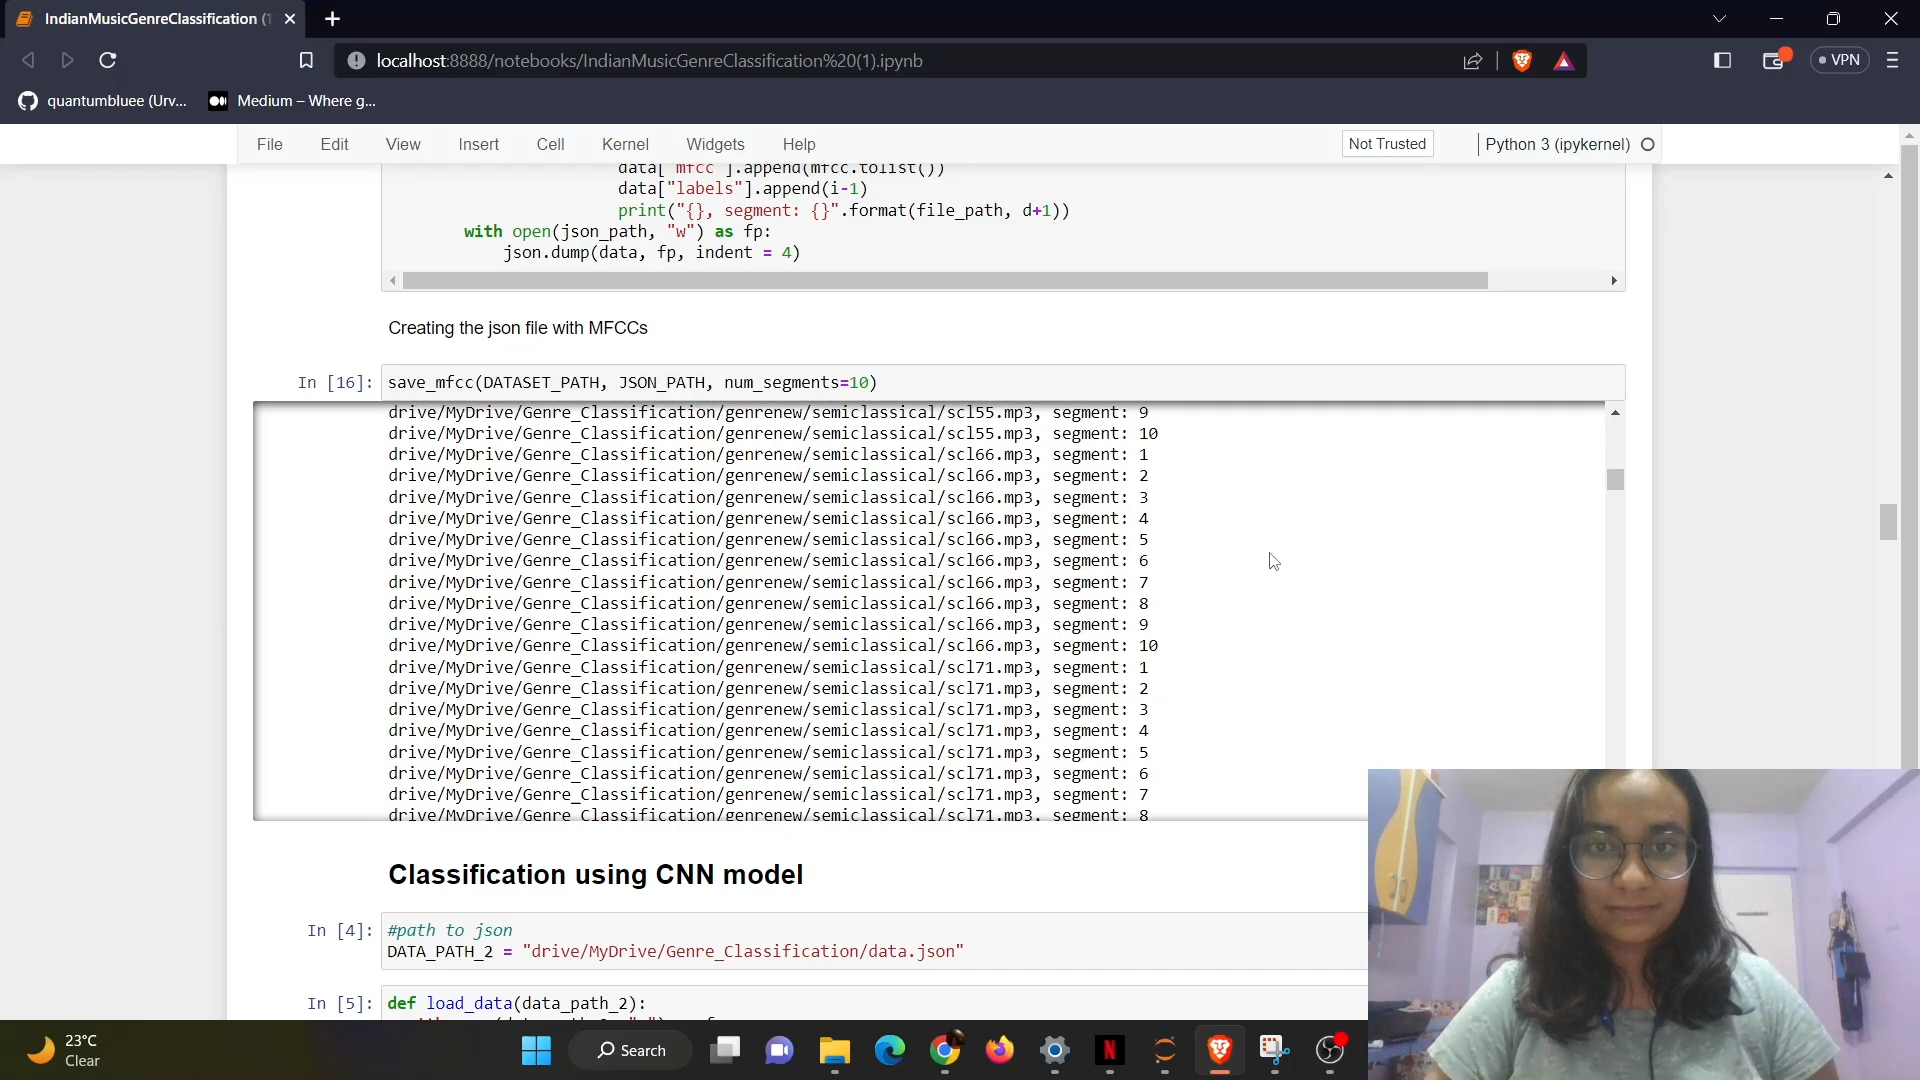 IndianMusicGenreClassification (1
localhost:8888/notebooks/IndianMusicGenreClassification%20(1).ipynb
VPN
quantumbluee (Urv...
Medium – Where g...
File Edit View Insert Cell Kernel Widgets Help
Not Trusted
Python 3 (ipykernel)
data["mfcc"].append(mfcc.tolist())
data["labels"].append(i-1)
print("{}, segment: {}".format(file_path, d+1))
with open(json_path, "w") as fp:
json.dump(data, fp, indent = 4)
Creating the json file with MFCCs
In [16]: save_mfcc(DATASET_PATH, JSON_PATH, num_segments=10)
drive/MyDrive/Genre_Classification/genrenew/semiclassical/scl55.mp3, segment: 9
drive/MyDrive/Genre_Classification/genrenew/semiclassical/scl55.mp3, segment: 10
drive/MyDrive/Genre_Classification/genrenew/semiclassical/scl66.mp3, segment: 1
drive/MyDrive/Genre_Classification/genrenew/semiclassical/scl66.mp3, segment: 2
drive/MyDrive/Genre_Classification/genrenew/semiclassical/scl66.mp3, segment: 3
drive/MyDrive/Genre_Classification/genrenew/semiclassical/scl66.mp3, segment: 4
drive/MyDrive/Genre_Classification/genrenew/semiclassical/scl66.mp3, segment: 5
drive/MyDrive/Genre_Classification/genrenew/semiclassical/scl66.mp3, segment: 6
drive/MyDrive/Genre_Classification/genrenew/semiclassical/scl66.mp3, segment: 7
drive/MyDrive/Genre_Classification/genrenew/semiclassical/scl66.mp3, segment: 8
drive/MyDrive/Genre_Classification/genrenew/semiclassical/scl66.mp3, segment: 9
drive/MyDrive/Genre_Classification/genrenew/semiclassical/scl66.mp3, segment: 10
drive/MyDrive/Genre_Classification/genrenew/semiclassical/scl71.mp3, segment: 1
drive/MyDrive/Genre_Classification/genrenew/semiclassical/scl71.mp3, segment: 2
drive/MyDrive/Genre_Classification/genrenew/semiclassical/scl71.mp3, segment: 3
drive/MyDrive/Genre_Classification/genrenew/semiclassical/scl71.mp3, segment: 4
drive/MyDrive/Genre_Classification/genrenew/semiclassical/scl71.mp3, segment: 5
drive/MyDrive/Genre_Classification/genrenew/semiclassical/scl71.mp3, segment: 6
drive/MyDrive/Genre_Classification/genrenew/semiclassical/scl71.mp3, segment: 7
drive/MyDrive/Genre_Classification/genrenew/semiclassical/scl71.mp3, segment: 8
Classification using CNN model
In [4]: #path to json
DATA_PATH_2 = "drive/MyDrive/Genre_Classification/data.json"
In [5]: def load_data(data_path_2):
23°C
Clear
Search
N